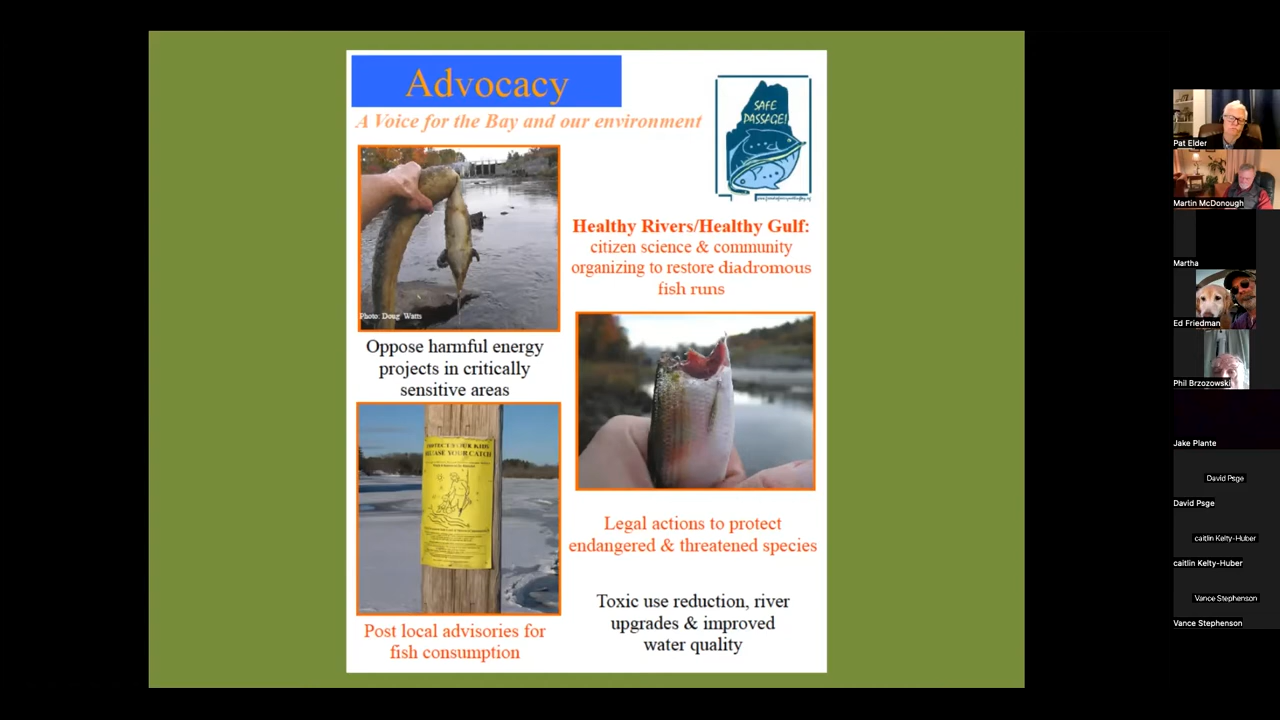 Advocacy
A Voice for the Bay and our environment
SAFE
PASSAGE!
Photo: Doug Watts
Healthy Rivers/Healthy Gulf:
citizen science & community
organizing to restore diadromous
fish runs
Oppose harmful energy
projects in critically
sensitive areas
PROTECT YOUR KIDS
RELEASE YOUR CATCH
Legal actions to protect
endangered & threatened species
Toxic use reduction, river
upgrades & improved
water quality
Post local advisories for
fish consumption
Pat Elder
Martin McDonough
Martha
Ed Friedman
Phil Brzozowski
Jake Plante
David Psge
David Psge
caitlin Kelty-Huber
caitlin Kelty-Huber
Vance Stephenson
Vance Stephenson